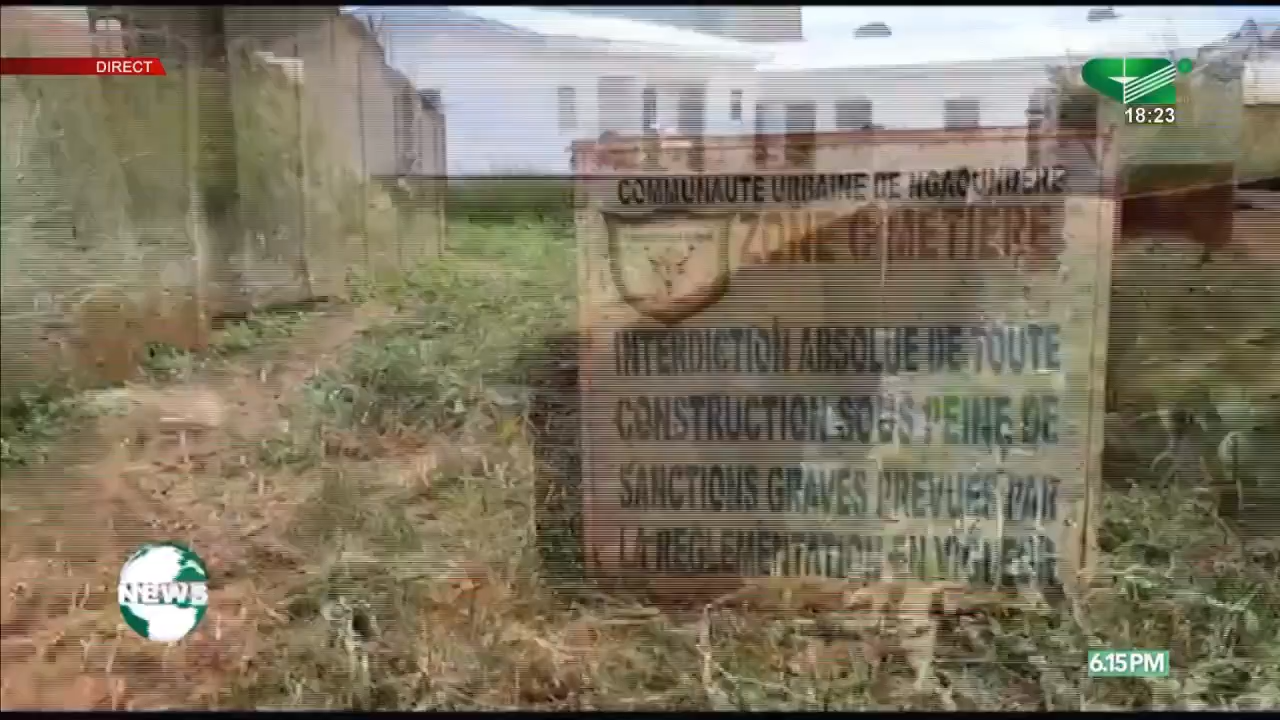 DIRECT
18:23
COMMUNAUTE URBAINE DE NGAOUNDERE
ZONE CIMETIERE
INTERDICTION ABSOLUE DE TOUTE
CONSTRUCTION SOUS PEINE DE
SANCTIONS GRAVES PREVUES PAR
LA REGLEMENTATION EN VIGUEUR
NEWS
6.15PM